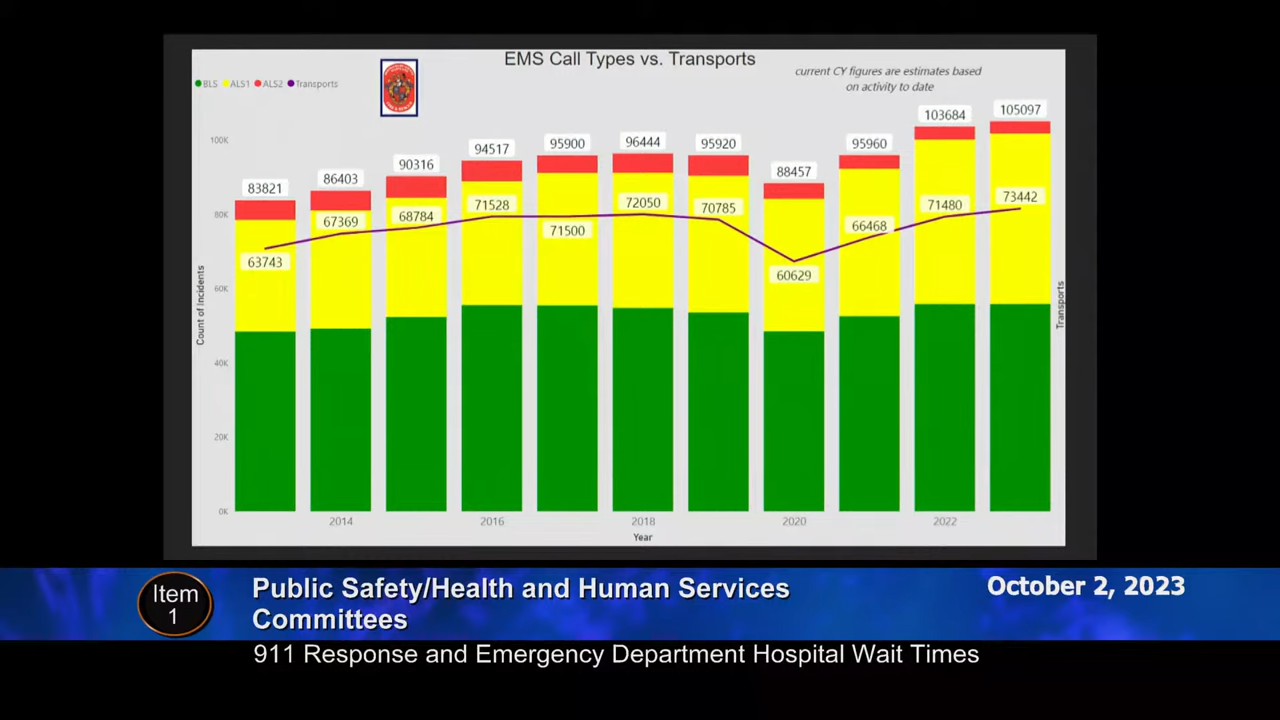 EMS Call Types vs. Transports
current CY figures are estimates based
on activity to date
BLS ALS1 ALS2 Transports
105097
103684
100K
96444
95900
95920
95960
94517
90316
88457
86403
83821
80K
73442
72050
71528
71480
70785
68784
67369
66468
71500
63743
60629
Count of Incidents
Transports
60K
40K
20K
0K
2014 2016 2018 2020 2022
Year
Item
1
Public Safety/Health and Human Services
Committees
October 2, 2023
911 Response and Emergency Department Hospital Wait Times